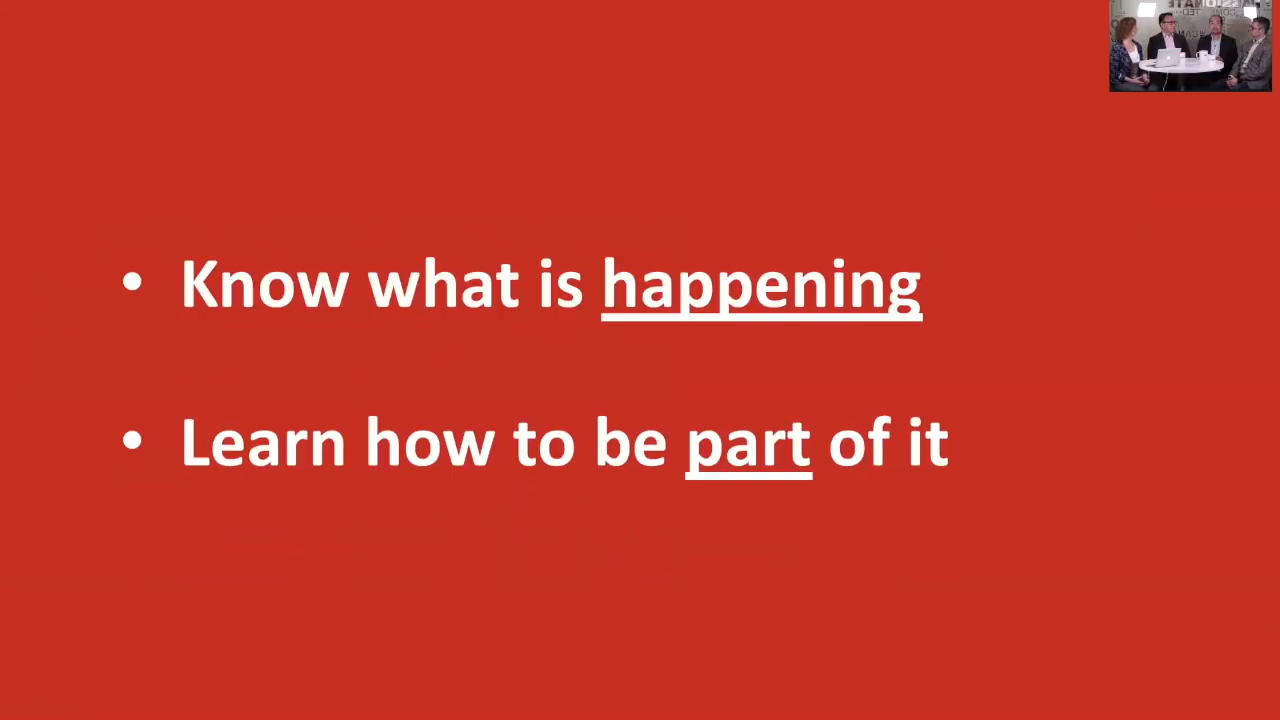 • Know what is happening
• Learn how to be part of it